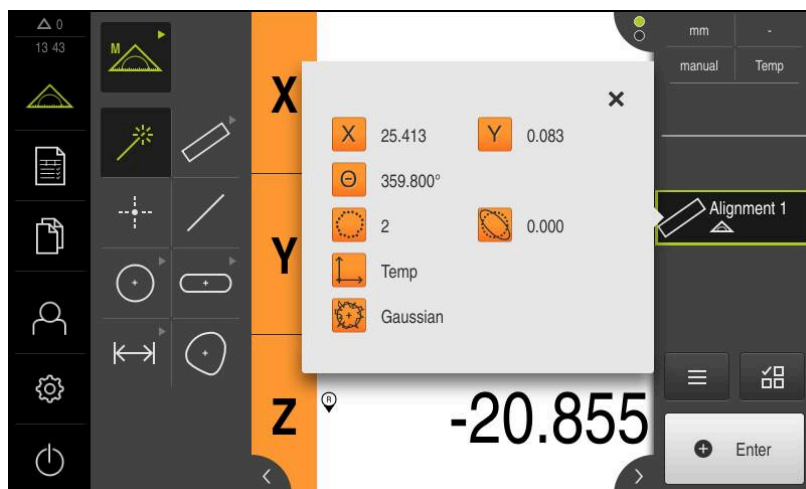 0
13 43
M
X
Y
Z
X 25.413 Y 0.083
Θ 359.800°
2 0.000
Temp
Gaussian
R
-20.855
mm -
manual Temp
Alignment 1
Enter